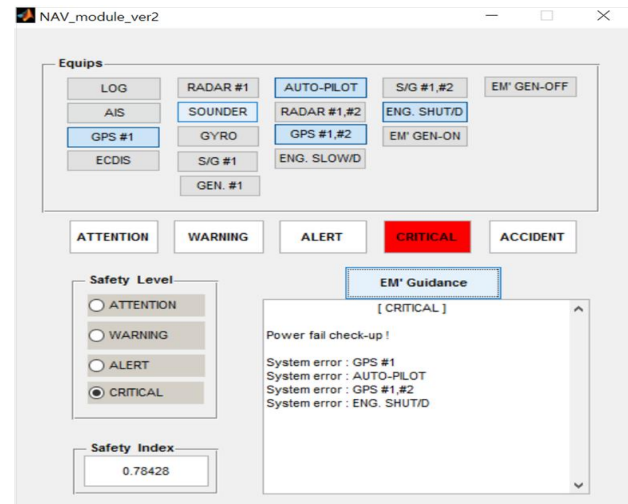 NAV_module_ver2
Equips
LOG RADAR #1 AUTO-PILOT S/G #1,#2 EM' GEN-OFF
AIS SOUNDER RADAR #1,#2 ENG. SHUT/D
GPS #1 GYRO GPS #1,#2 EM' GEN-ON
ECDIS S/G #1 ENG. SLOW/D
GEN. #1
ATTENTION WARNING ALERT CRITICAL ACCIDENT
Safety Level
ATTENTION
WARNING
ALERT
CRITICAL
Safety Index
0.78428
EM' Guidance
[ CRITICAL ]
Power fail check-up !
System error : GPS #1
System error : AUTO-PILOT
System error : GPS #1,#2
System error : ENG. SHUT/D